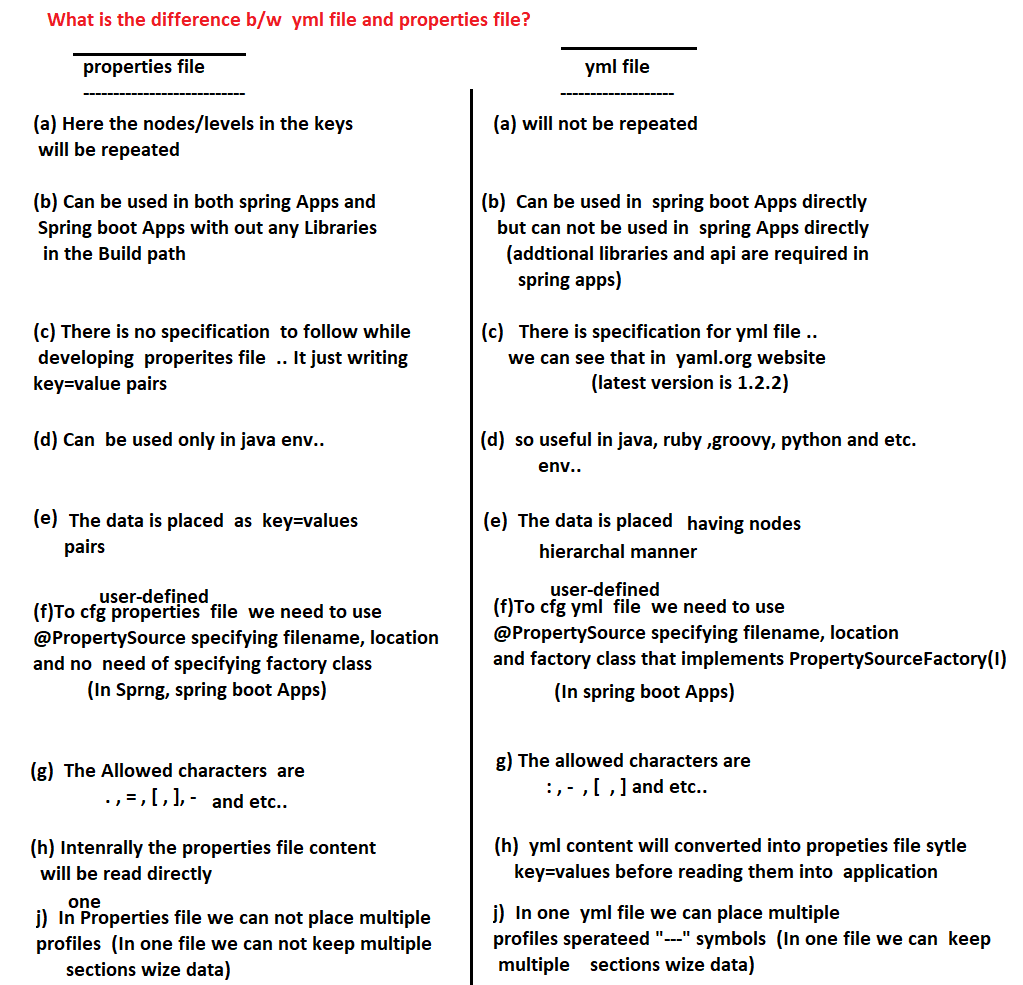 What is the difference b/w yml file and properties file?
properties file
---------------------------
(a) Here the nodes/levels in the keys
will be repeated
(b) Can be used in both spring Apps and
Spring boot Apps with out any Libraries
in the Build path
(c) There is no specification to follow while
developing properites file .. It just writing
key=value pairs
(d) Can be used only in java env..
(e) The data is placed as key=values
pairs
user-defined
(f)To cfg properties file we need to use
@PropertySource specifying filename, location
and no need of specifying factory class
(In Sprng, spring boot Apps)
(g) The Allowed characters are
. , = , [ , ], - and etc..
(h) Intenrally the properties file content
will be read directly
one
j) In Properties file we can not place multiple
profiles (In one file we can not keep multiple
sections wize data)
yml file
-------------------
(a) will not be repeated
(b) Can be used in spring boot Apps directly
but can not be used in spring Apps directly
(addtional libraries and api are required in
spring apps)
(c) There is specification for yml file ..
we can see that in yaml.org website
(latest version is 1.2.2)
(d) so useful in java, ruby ,groovy, python and etc.
env..
(e) The data is placed having nodes
hierarchal manner
user-defined
(f)To cfg yml file we need to use
@PropertySource specifying filename, location
and factory class that implements PropertySourceFactory(I)
(In spring boot Apps)
g) The allowed characters are
: , - , [ , ] and etc..
(h) yml content will converted into propeties file sytle
key=values before reading them into application
j) In one yml file we can place multiple
profiles sperateed "---" symbols (In one file we can keep
multiple sections wize data)